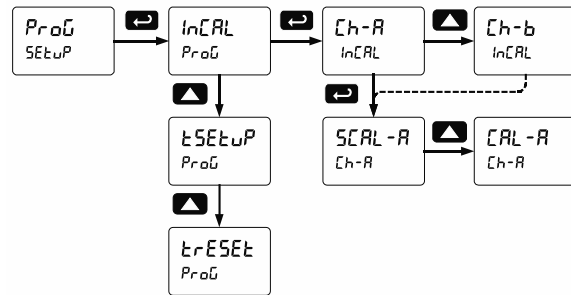 ProG
SEtuP
InCAL
ProG
Ch-A
InCAL
Ch-b
InCAL
tSEtuP
ProG
SCAL-A
Ch-A
CAL-A
Ch-A
trESEt
ProG